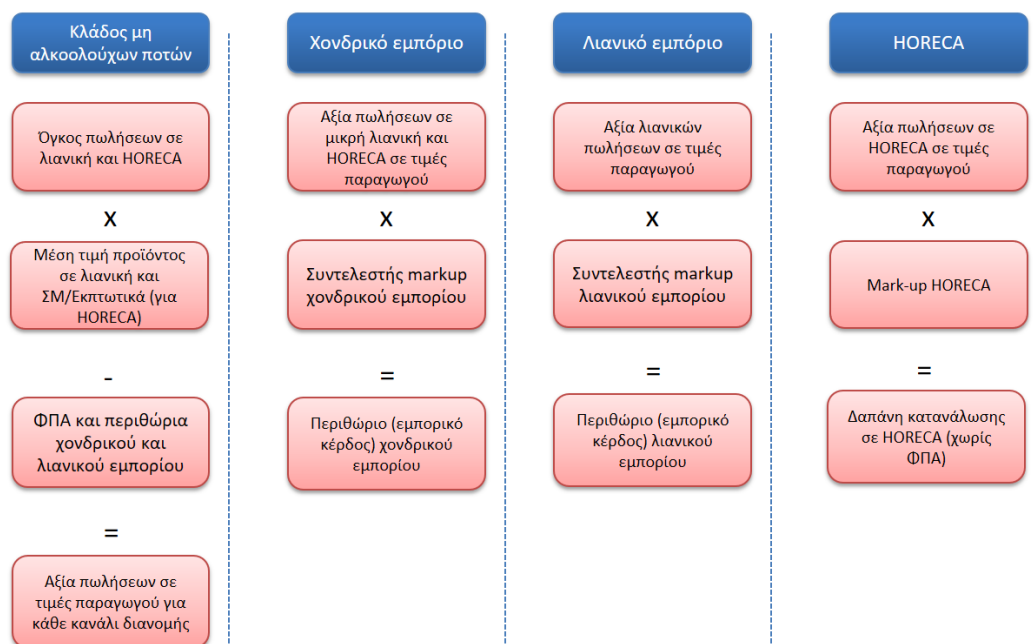 Κλάδος μη
αλκοολούχων ποτών
Όγκος πωλήσεων σε
λιανική και HORECA
x
Μέση τιμή προϊόντος
σε λιανική και
ΣΜ/Εκπτωτικά (για
HORECA)
-
ΦΠΑ και περιθώρια
χονδρικού και
λιανικού εμπορίου
=
Αξία πωλήσεων σε
τιμές παραγωγού για
κάθε κανάλι διανομής
Χονδρικό εμπόριο
Αξία πωλήσεων σε
μικρή λιανική και
HORECA σε τιμές
παραγωγού
x
Συντελεστής markup
χονδρικού εμπορίου
=
Περιθώριο (εμπορικό
κέρδος) χονδρικού
εμπορίου
Λιανικό εμπόριο
Αξία λιανικών
πωλήσεων σε τιμές
παραγωγού
x
Συντελεστής markup
λιανικού εμπορίου
=
Περιθώριο (εμπορικό
κέρδος) λιανικού
εμπορίου
HORECA
Αξία πωλήσεων σε
HORECA σε τιμές
παραγωγού
x
Mark-up HORECA
=
Δαπάνη κατανάλωσης
σε HORECA (χωρίς
ΦΠΑ)